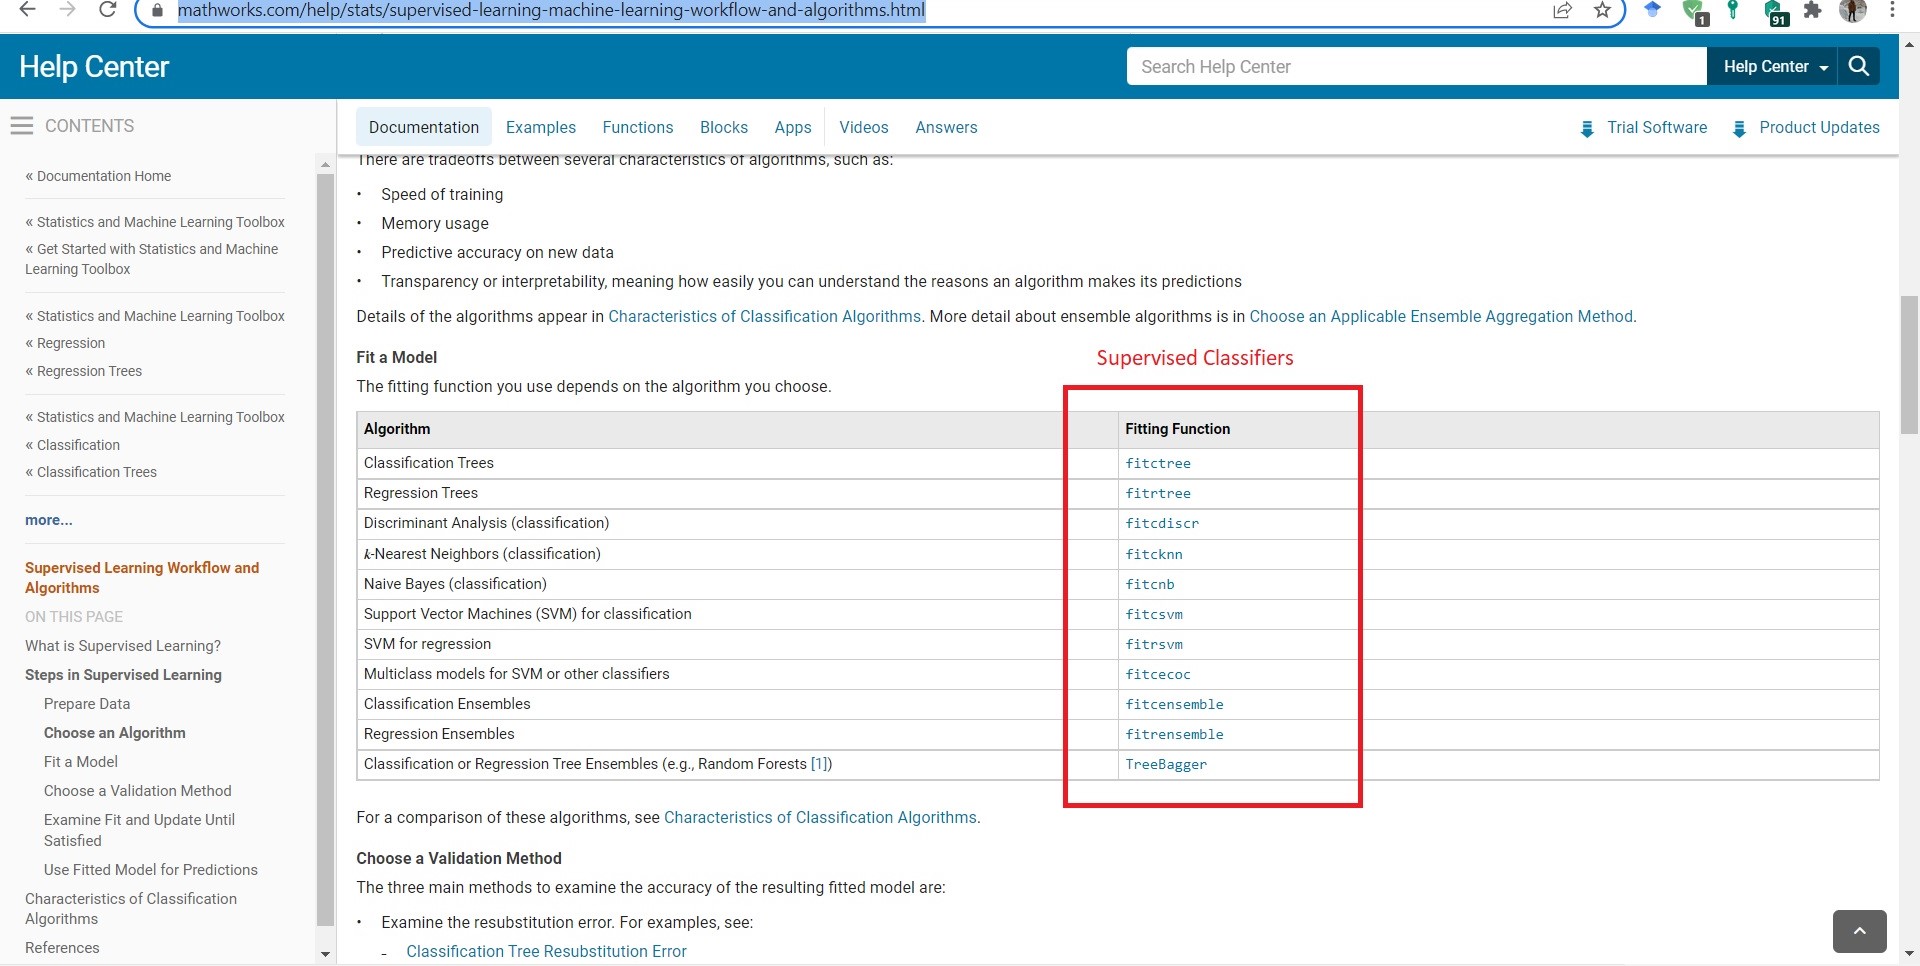 mathworks.com/help/stats/supervised-learning-machine-learning-workflow-and-algorithms.html
1
91
Help Center
Search Help Center
Help Center
CONTENTS
Documentation
Examples
Functions
Blocks
Apps
Videos
Answers
Trial Software
Product Updates
« Documentation Home
« Statistics and Machine Learning Toolbox
« Get Started with Statistics and Machine
Learning Toolbox
« Statistics and Machine Learning Toolbox
« Regression
« Regression Trees
« Statistics and Machine Learning Toolbox
« Classification
« Classification Trees
more...
Supervised Learning Workflow and
Algorithms
ON THIS PAGE
What is Supervised Learning?
Steps in Supervised Learning
Prepare Data
Choose an Algorithm
Fit a Model
Choose a Validation Method
Examine Fit and Update Until
Satisfied
Use Fitted Model for Predictions
Characteristics of Classification
Algorithms
References
There are tradeoffs between several characteristics of algorithms, such as:
• Speed of training
• Memory usage
• Predictive accuracy on new data
• Transparency or interpretability, meaning how easily you can understand the reasons an algorithm makes its predictions
Details of the algorithms appear in Characteristics of Classification Algorithms. More detail about ensemble algorithms is in Choose an Applicable Ensemble Aggregation Method.
Fit a Model
Supervised Classifiers
The fitting function you use depends on the algorithm you choose.
Algorithm Fitting Function
Classification Trees fitctree
Regression Trees fitrtree
Discriminant Analysis (classification) fitcdiscr
k-Nearest Neighbors (classification) fitcknn
Naive Bayes (classification) fitcnb
Support Vector Machines (SVM) for classification fitcsvm
SVM for regression fitrsvm
Multiclass models for SVM or other classifiers fitcecoc
Classification Ensembles fitcensemble
Regression Ensembles fitrensemble
Classification or Regression Tree Ensembles (e.g., Random Forests [1]) TreeBagger
For a comparison of these algorithms, see Characteristics of Classification Algorithms.
Choose a Validation Method
The three main methods to examine the accuracy of the resulting fitted model are:
• Examine the resubstitution error. For examples, see:
- Classification Tree Resubstitution Error